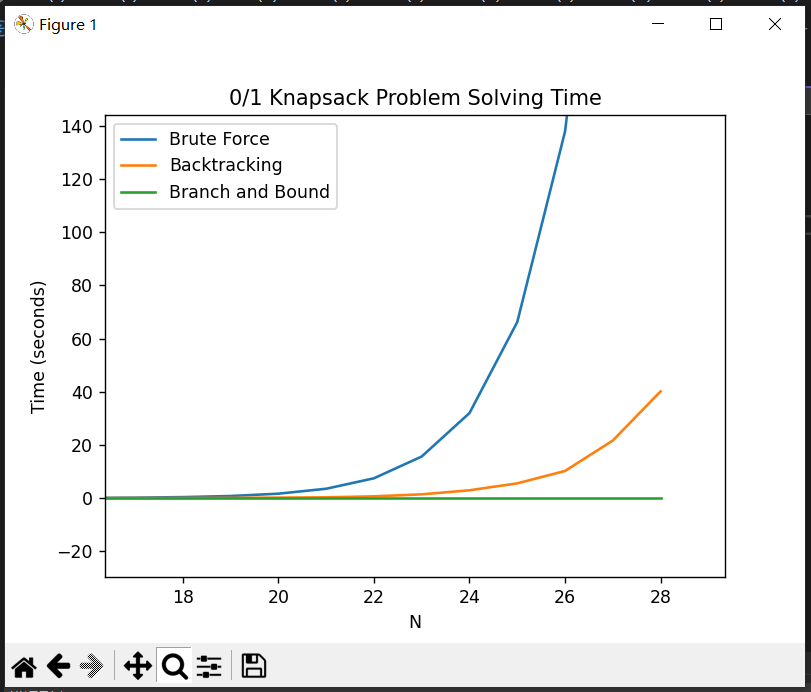 Figure 1
0/1 Knapsack Problem Solving Time
Brute Force
Backtracking
Branch and Bound
140
120
100
80
60
40
20
0
−20
Time (seconds)
18 20 22 24 26 28
N